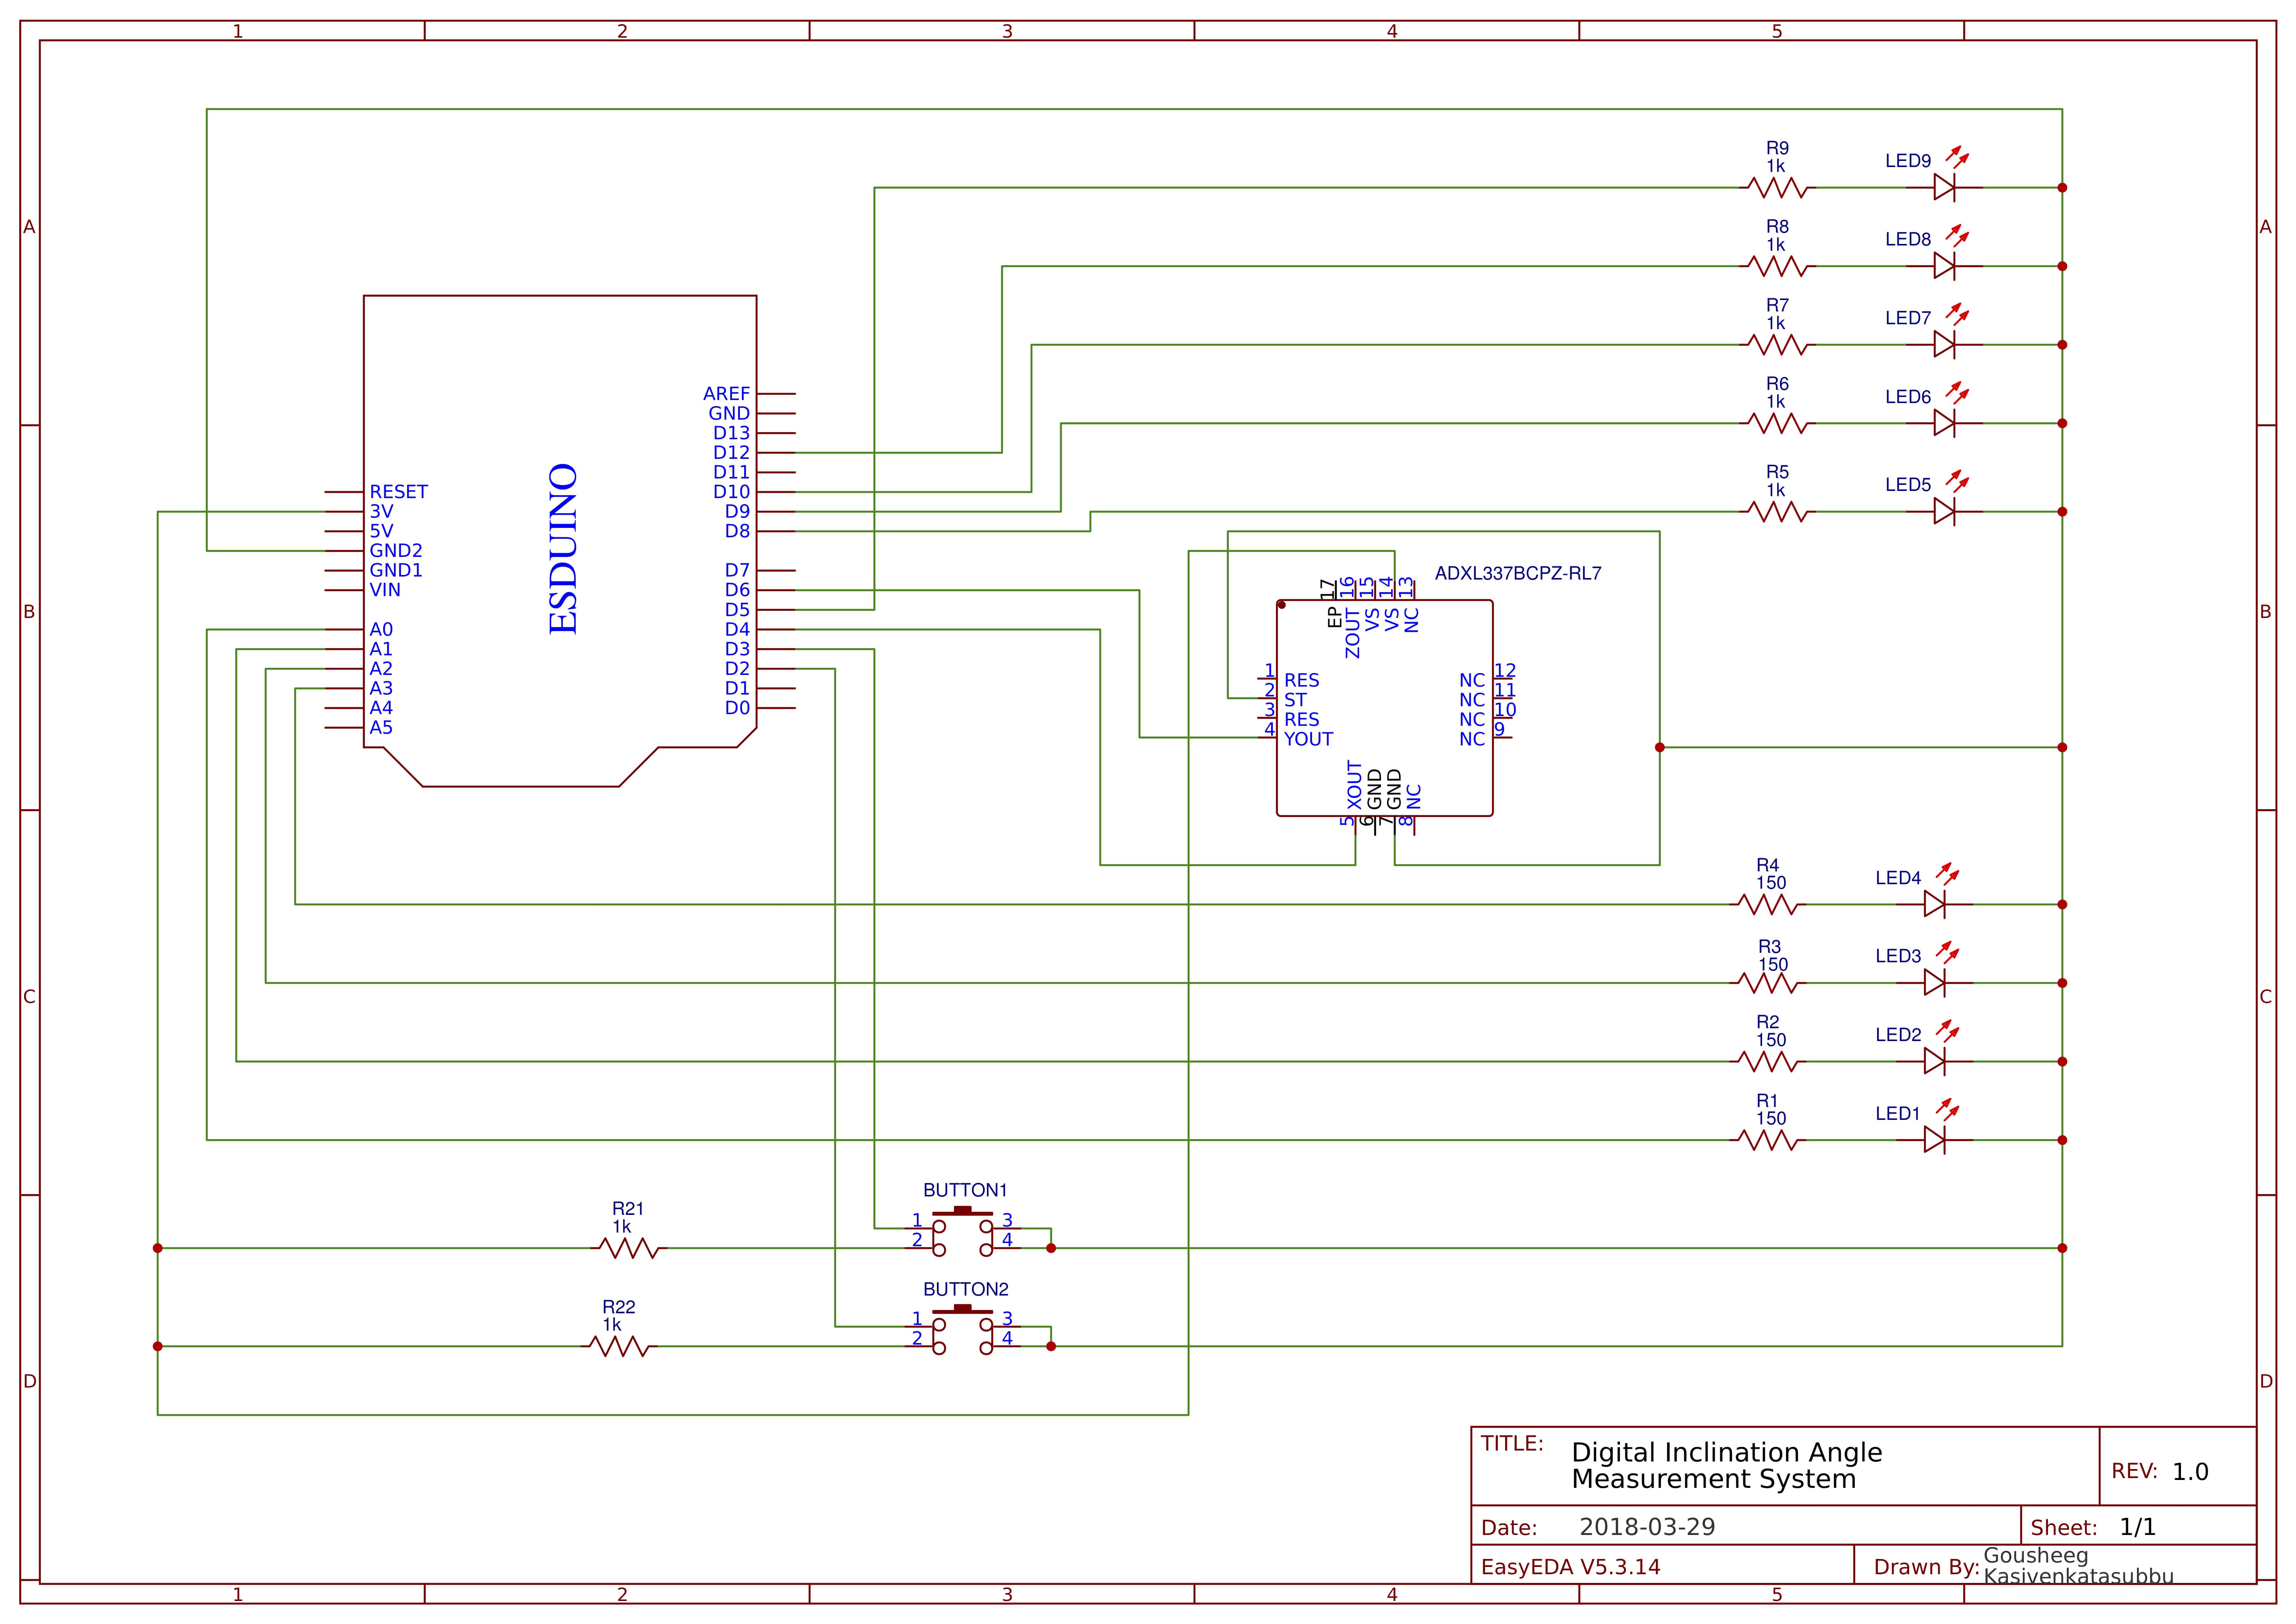 1 2 3 4 5
A
B
C
D
A
B
C
D
ESDUINO
RESET
3V
5V
GND2
GND1
VIN
A0
A1
A2
A3
A4
A5
AREF
GND
D13
D12
D11
D10
D9
D8
D7
D6
D5
D4
D3
D2
D1
D0
R9
1k
LED9
R8
1k
LED8
R7
1k
LED7
R6
1k
LED6
R5
1k
LED5
ADXL337BCPZ-RL7
17 16 15 14 13
EP ZOUT VS VS NC
1 RES
2 ST
3 RES
4 YOUT
NC 12
NC 11
NC 10
NC 9
XOUT GND GND NC
5 6 7 8
R4
150
LED4
R3
150
LED3
R2
150
LED2
R1
150
LED1
R21
1k
BUTTON1
1 3
2 4
R22
1k
BUTTON2
1 3
2 4
TITLE:
Digital Inclination Angle
Measurement System
REV: 1.0
Date: 2018-03-29
Sheet: 1/1
EasyEDA V5.3.14
Drawn By: Gousheeg
Kasivenkatasubbu
1 2 3 4 5